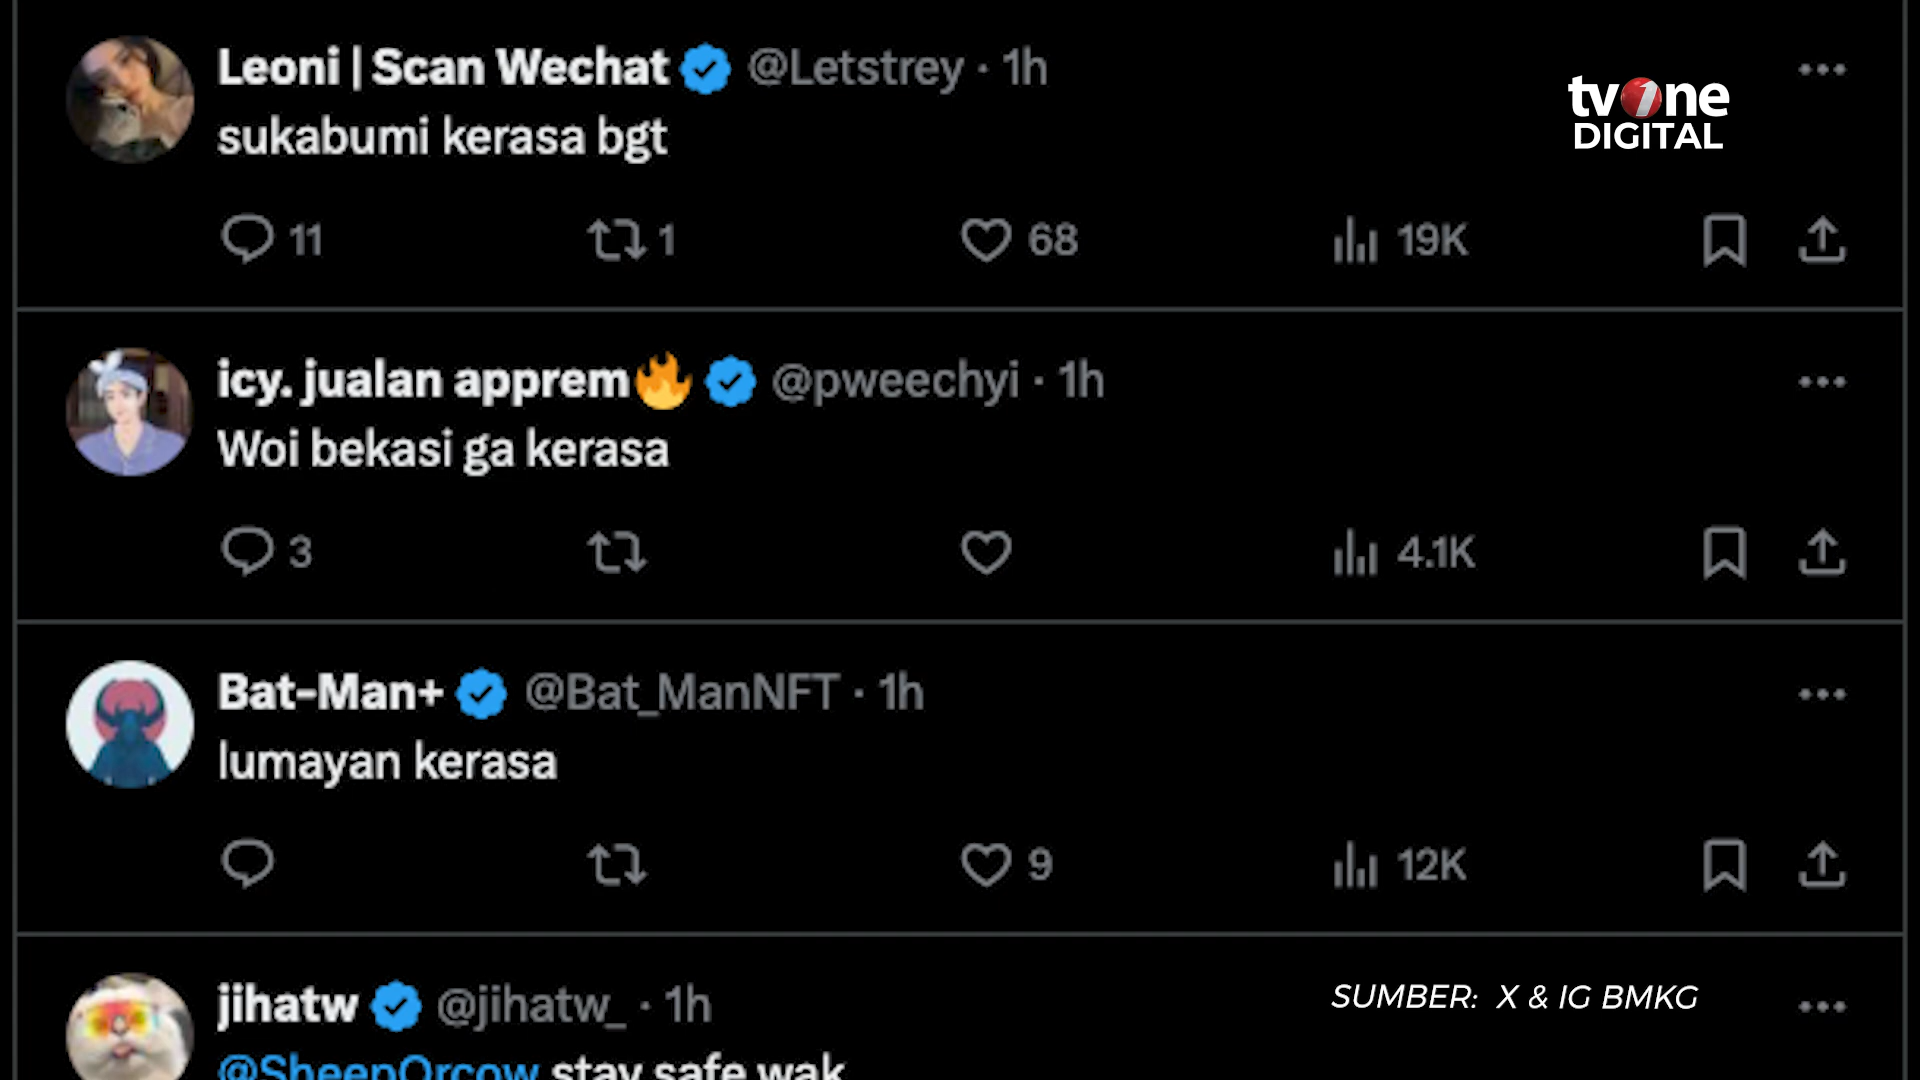 Leoni | Scan Wechat @Letstrey · 1h
tvOne
DIGITAL
sukabumi kerasa bgt
11 1 68 19K
icy. jualan apprem🔥 @pweechyi · 1h
Woi bekasi ga kerasa
3 4.1K
Bat-Man+ @Bat_ManNFT · 1h
lumayan kerasa
9 12K
jihatw @jihatw_ · 1h
SUMBER: X & IG BMKG
@SheepOrcow stay safe wak